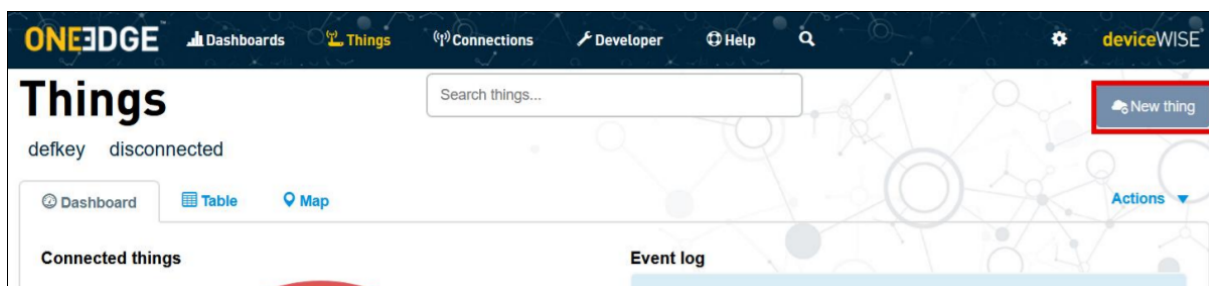 ONEEDGE™ Dashboards Things Connections Developer Help deviceWISE®
Things
Search things...
New thing
defkey disconnected
Dashboard Table Map Actions
Connected things
Event log